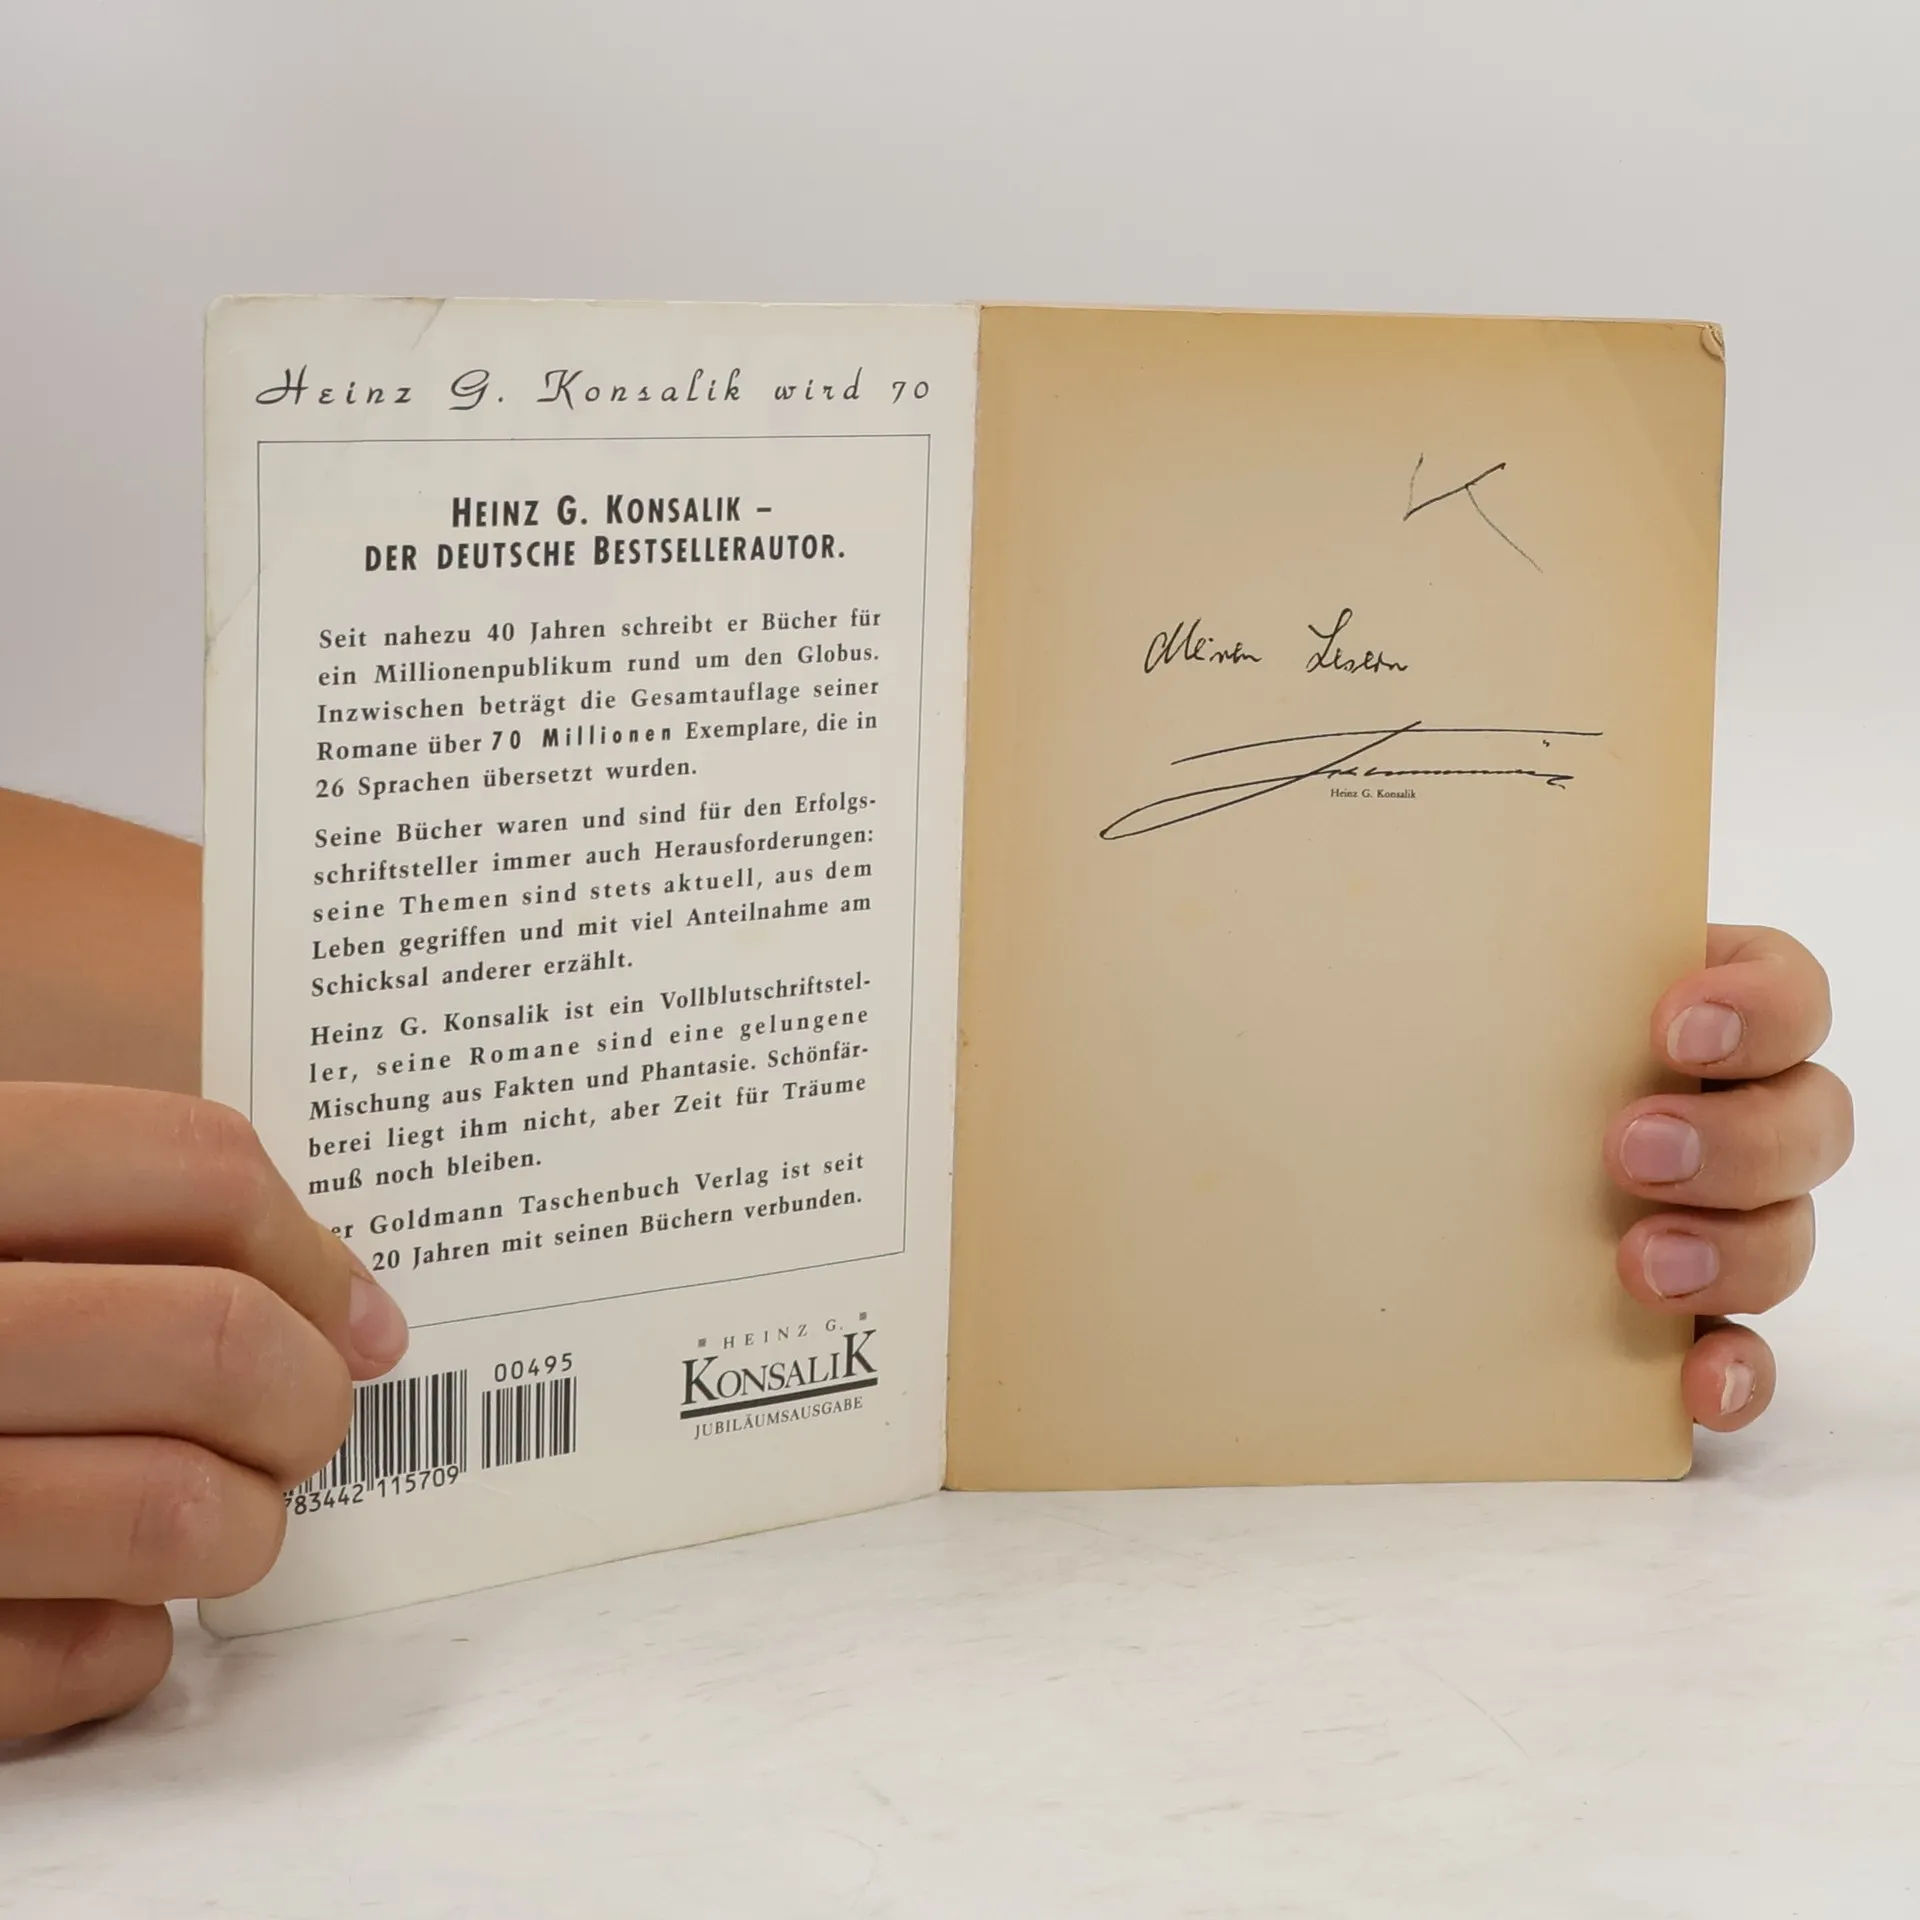 Heinz G. Konsalik wird 70
HEINZ G. KONSALIK –
DER DEUTSCHE BESTSELLERAUTOR.
Seit nahezu 40 Jahren schreibt er Bücher für
ein Millionenpublikum rund um den Globus.
Inzwischen beträgt die Gesamtauflage seiner
Romane über 70 Millionen Exemplare, die in
26 Sprachen übersetzt wurden.
Seine Bücher waren und sind für den Erfolgs-
schriftsteller immer auch Herausforderungen:
seine Themen sind stets aktuell, aus dem
Leben gegriffen und mit viel Anteilnahme am
Schicksal anderer erzählt.
Heinz G. Konsalik ist ein Vollblutschriftstel-
ler, seine Romane sind eine gelungene
Mischung aus Fakten und Phantasie. Schönfär-
berei liegt ihm nicht, aber Zeit für Träume
muß noch bleiben.
er Goldmann Taschenbuch Verlag ist seit
20 Jahren mit seinen Büchern verbunden.
00495
783442 115709
HEINZ G.
KONSALIK
JUBILÄUMSAUSGABE
K
Meinen Lesern
Heinz G. Konsalik